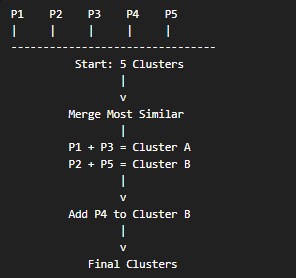 P1 P2 P3 P4 P5
| | | | |
--------------------------------
Start: 5 Clusters
|
v
Merge Most Similar
|
P1 + P3 = Cluster A
P2 + P5 = Cluster B
|
v
Add P4 to Cluster B
|
v
Final Clusters